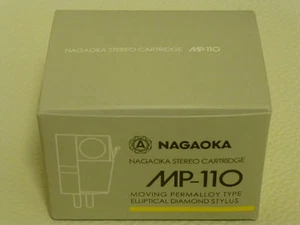 NAGAOKA STEREO CARTRIDGE MP-110
A NAGAOKA
NAGAOKA STEREO CARTRIDGE
MP-110
MOVING PERMALLOY TYPE
ELLIPTICAL DIAMOND STYLUS